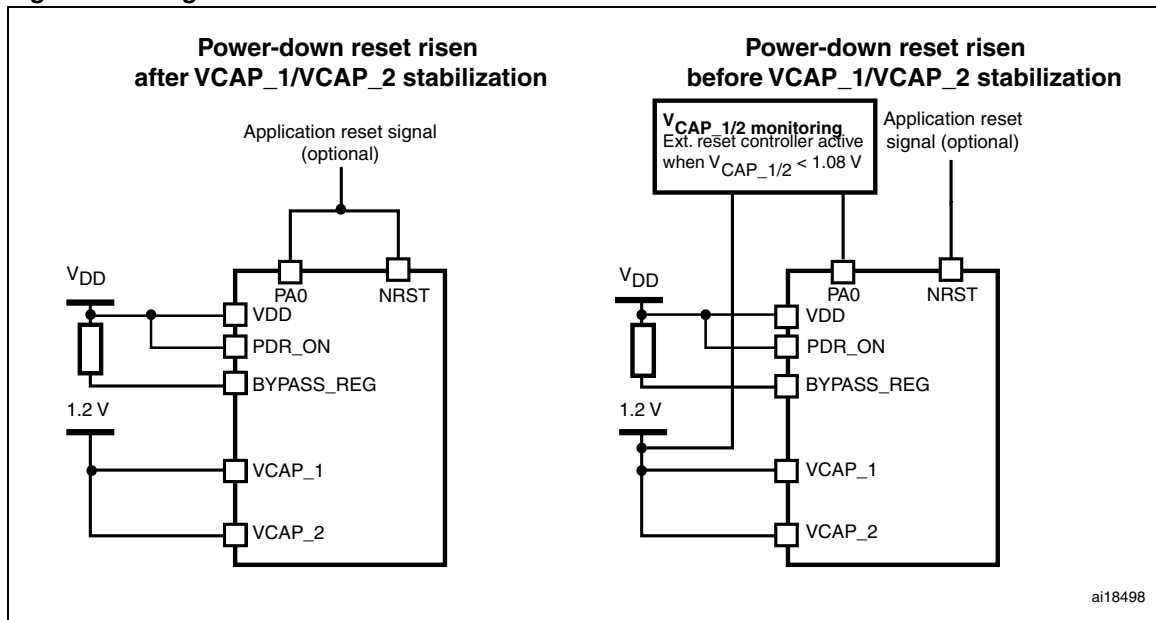 Power-down reset risen
after VCAP_1/VCAP_2 stabilization
Application reset signal
(optional)
VDD
PA0
NRST
VDD
PDR_ON
BYPASS_REG
1.2 V
VCAP_1
VCAP_2
Power-down reset risen
before VCAP_1/VCAP_2 stabilization
VCAP_1/2 monitoring
Ext. reset controller active
when VCAP_1/2 < 1.08 V
Application reset
signal (optional)
VDD
PA0
NRST
VDD
PDR_ON
BYPASS_REG
1.2 V
VCAP_1
VCAP_2
ai18498